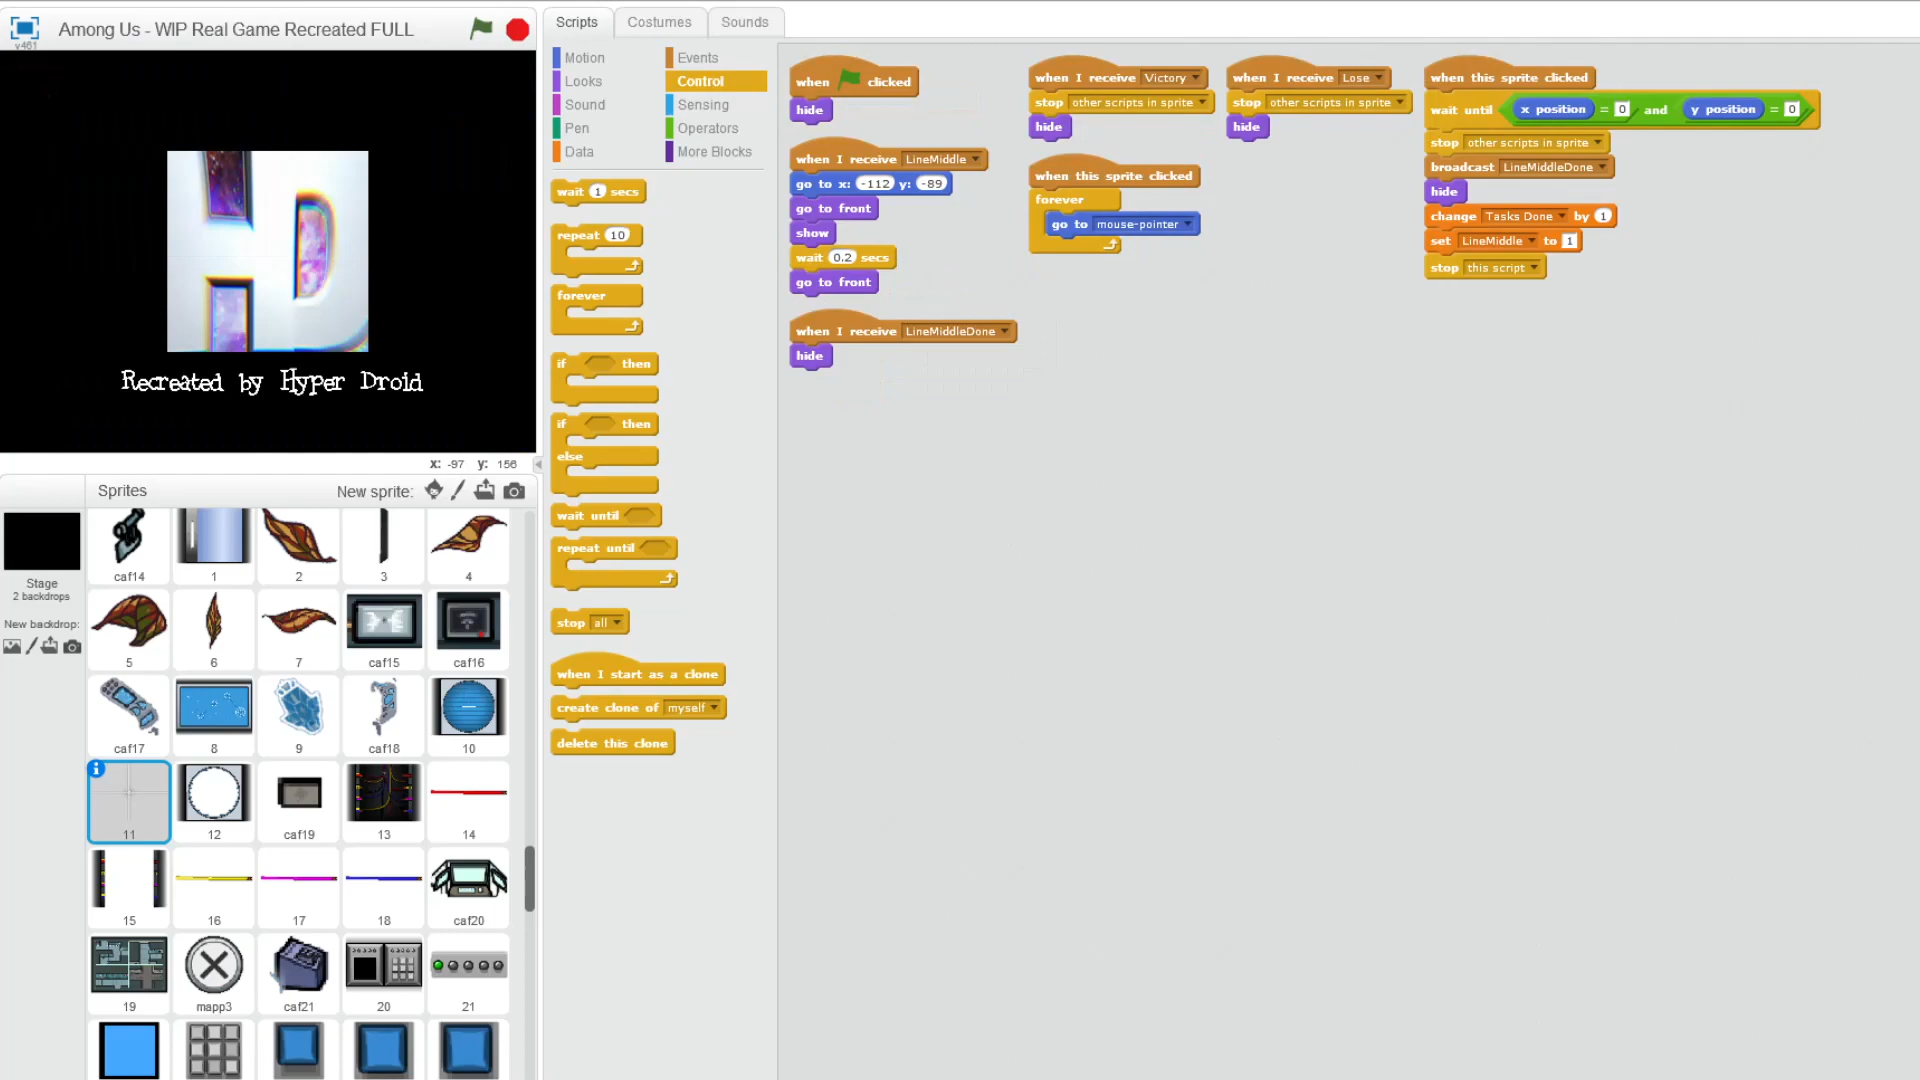 v461
Among Us - WIP Real Game Recreated FULL
HD
Recreated by Hyper Droid
x: -97 y: 156
Sprites
New sprite:
Stage
2 backdrops
New backdrop:
caf14
1
2
3
4
5
6
7
caf15
caf16
caf17
8
9
caf18
10
11
12
caf19
13
14
15
16
17
18
caf20
19
mapp3
caf21
20
21
Scripts
Costumes
Sounds
Motion
Looks
Sound
Pen
Data
Events
Control
Sensing
Operators
More Blocks
wait 1 secs
repeat 10
forever
if then
if then
else
wait until
repeat until
stop all
when I start as a clone
create clone of myself
delete this clone
when clicked
hide
when I receive LineMiddle
go to x: -112 y: -89
go to front
show
wait 0.2 secs
go to front
when I receive LineMiddleDone
hide
when I receive Victory
stop other scripts in sprite
hide
when this sprite clicked
forever
go to mouse-pointer
when I receive Lose
stop other scripts in sprite
hide
when this sprite clicked
wait until x position = 0 and y position = 0
stop other scripts in sprite
broadcast LineMiddleDone
hide
change Tasks Done by 1
set LineMiddle to 1
stop this script